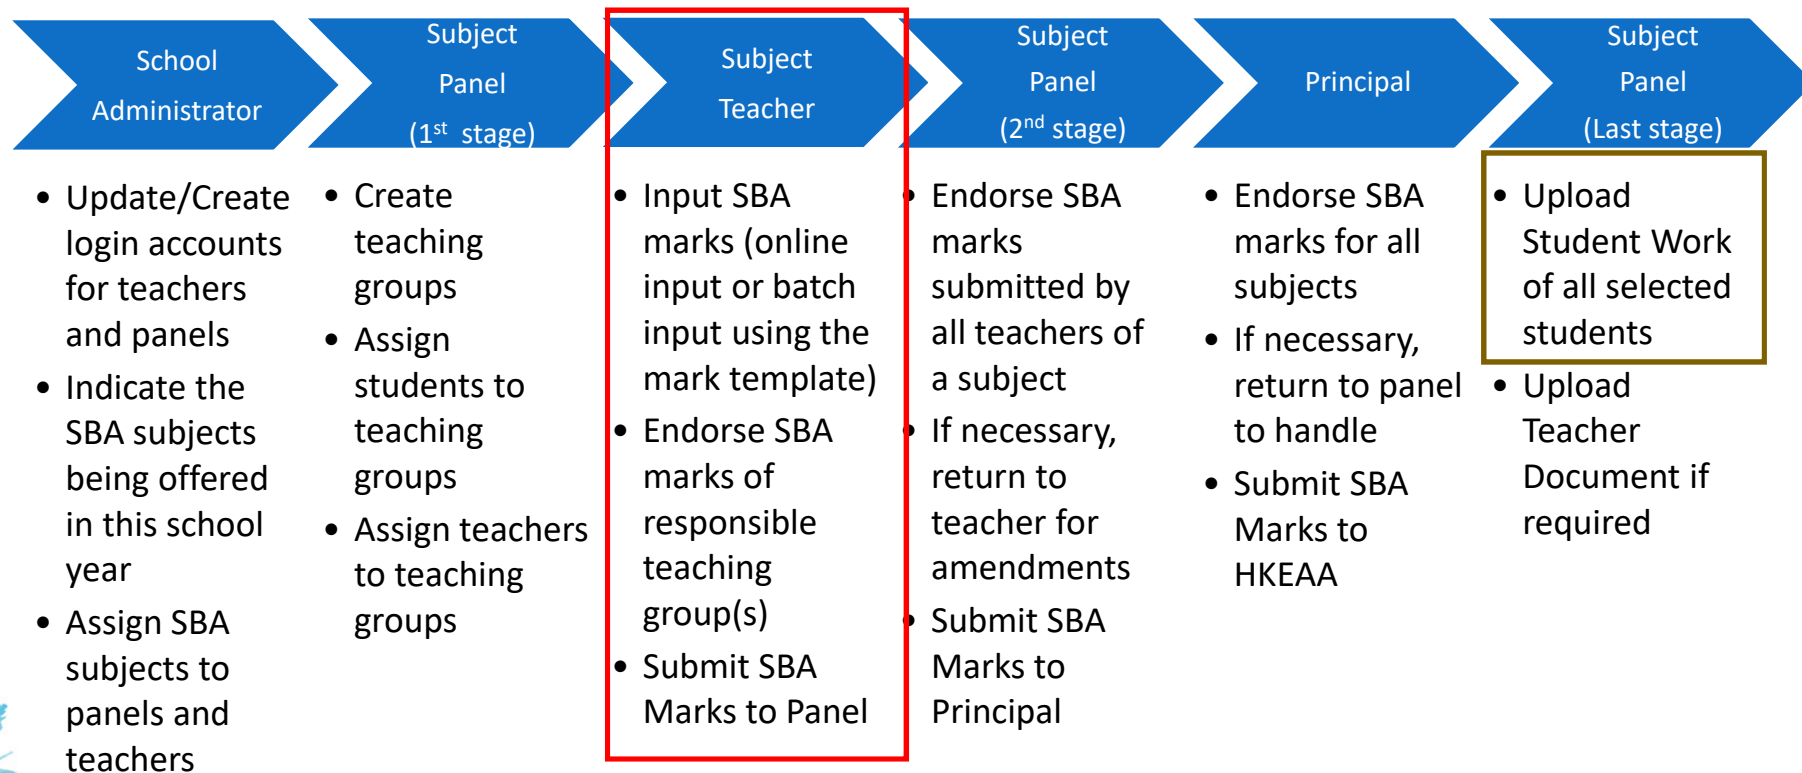 School
Administrator
Subject
Panel
(1st stage)
Subject
Teacher
Subject
Panel
(2nd stage)
Principal
Subject
Panel
(Last stage)
• Update/Create
login accounts
for teachers
and panels
• Indicate the
SBA subjects
being offered
in this school
year
• Assign SBA
subjects to
panels and
teachers
• Create
teaching
groups
• Assign
students to
teaching
groups
• Assign teachers
to teaching
groups
• Input SBA
marks (online
input or batch
input using the
mark template)
• Endorse SBA
marks of
responsible
teaching
group(s)
• Submit SBA
Marks to Panel
• Endorse SBA
marks
submitted by
all teachers of
a subject
• If necessary,
return to
teacher for
amendments
• Submit SBA
Marks to
Principal
• Endorse SBA
marks for all
subjects
• If necessary,
return to panel
to handle
• Submit SBA
Marks to
HKEAA
• Upload
Student Work
of all selected
students
• Upload
Teacher
Document if
required